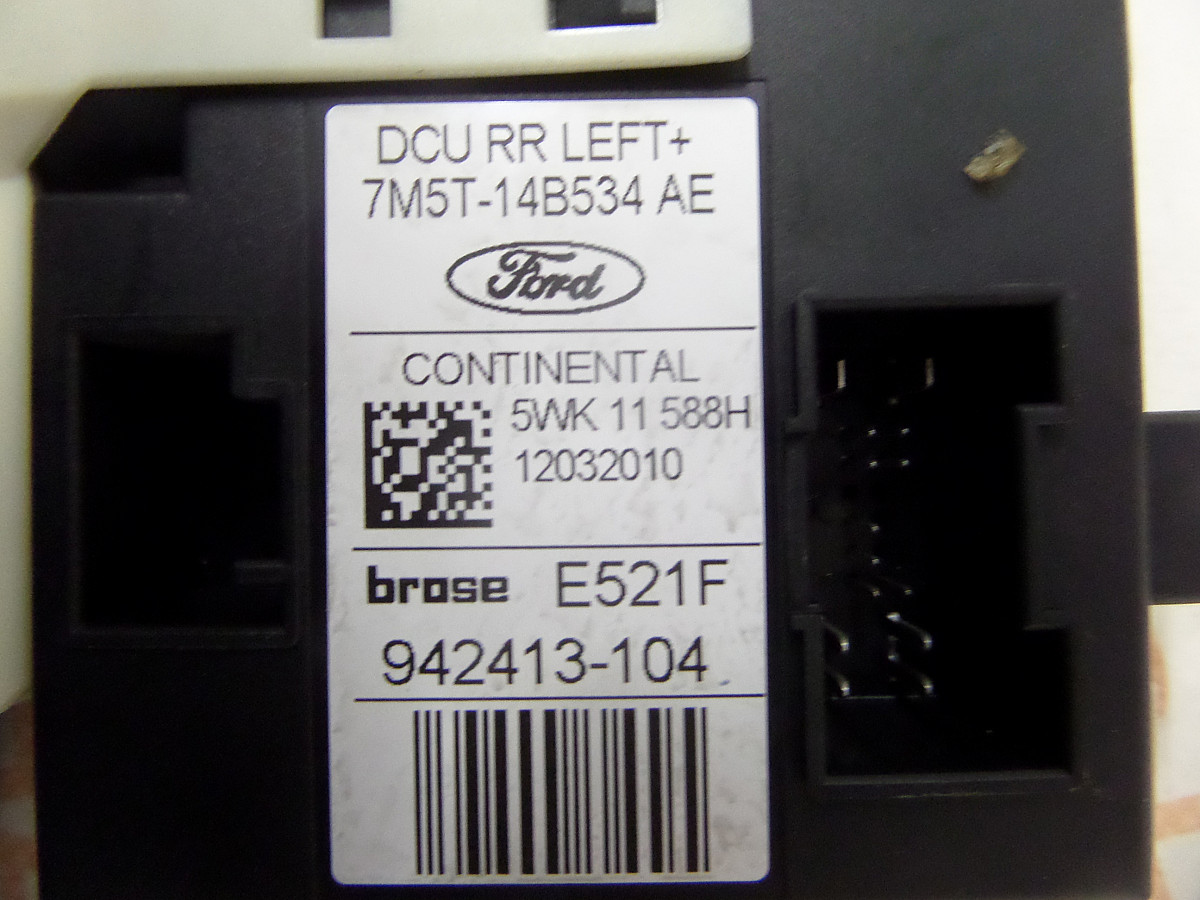 DCU RR LEFT+
7M5T-14B534 AE
Ford
CONTINENTAL
5WK 11 588H
12032010
brose E521F
942413-104